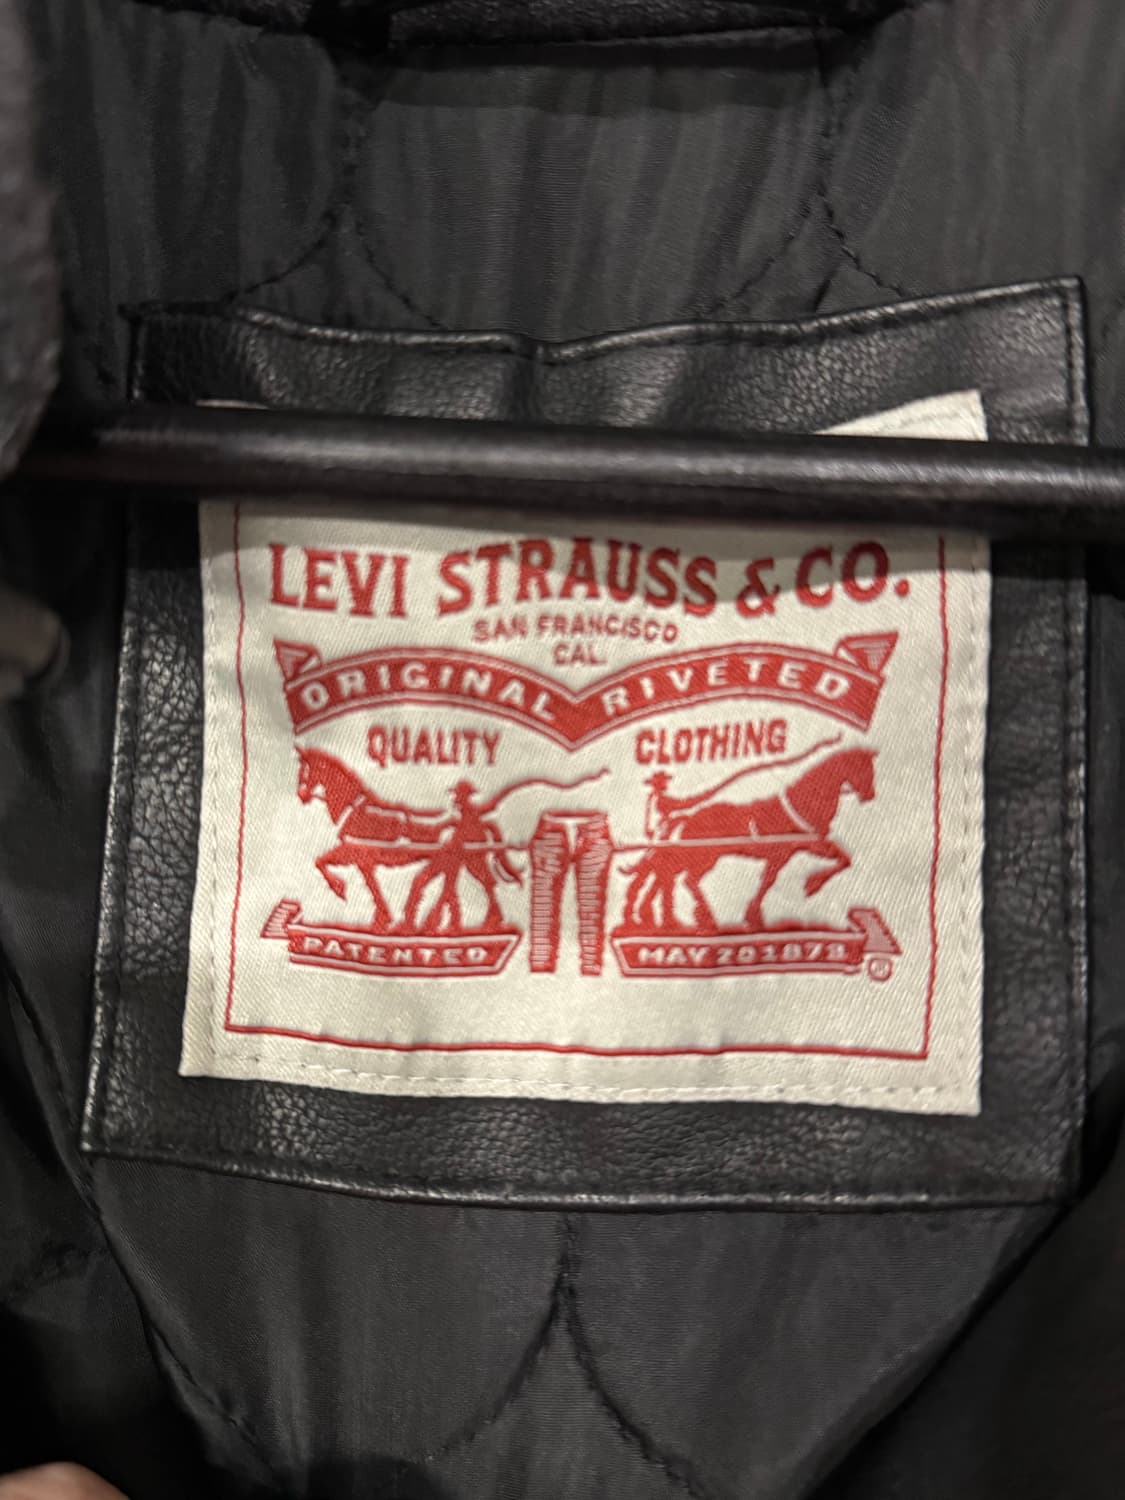 LEVI STRAUSS & CO.
SAN FRANCISCO
CAL.
ORIGINAL RIVETED
QUALITY CLOTHING
PATENTED MAY 20 1873
®